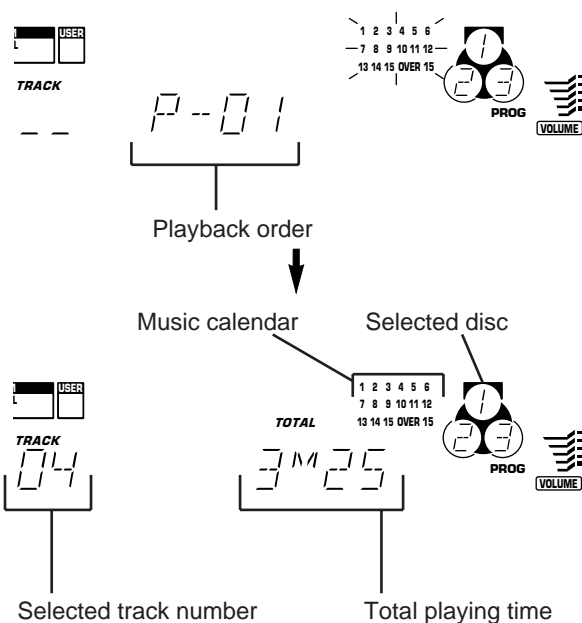 USER
1 2 3 4 5 6
7 8 9 10 11 12
13 14 15 OVER 15
1
2 3
TRACK
PROG
VOLUME
_ _ P-01
Playback order
Music calendar Selected disc
USER
1 2 3 4 5 6
7 8 9 10 11 12
13 14 15 OVER 15
1
2 3
TOTAL
TRACK
PROG
VOLUME
04 3M25
Selected track number Total playing time